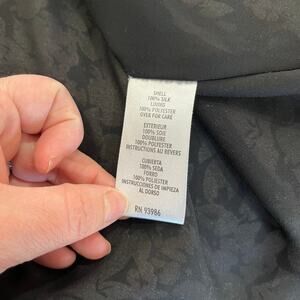 SHELL
100% SILK
LINING
100% POLYESTER
OVER FOR CARE
EXTERIEUR
100% SOIE
DOUBLURE
100% POLYESTER
INSTRUCTIONS AU REVERS
CUBIERTA
100% SEDA
FORRO
100% POLYESTER
INSTRUCCIONES DE LIMPIEZA
AL DORSO
RN 93986